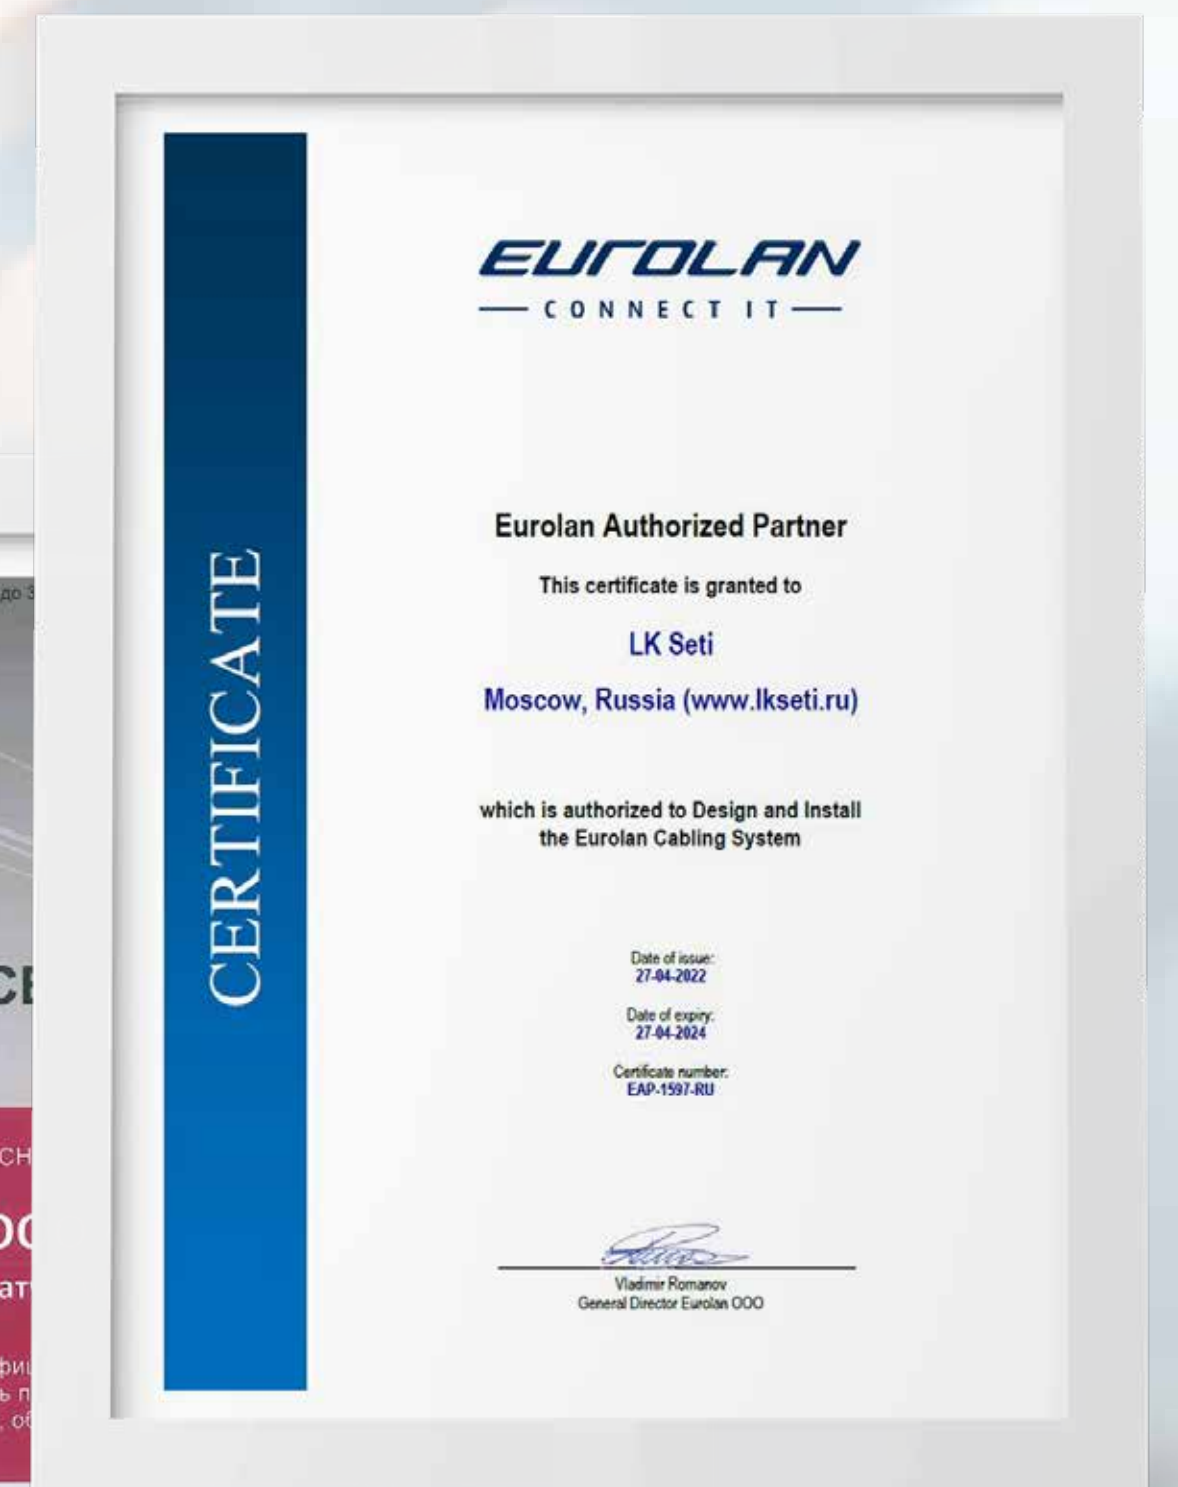 EUROLAN
CONNECT IT
CERTIFICATE
Eurolan Authorized Partner
This certificate is granted to
LK Seti
Moscow, Russia (www.lkseti.ru)
which is authorized to Design and Install
the Eurolan Cabling System
Date of issue:
27-04-2022
Date of expiry:
27-04-2024
Certificate number:
EAP-1597-RU
Vladimir Romanov
General Director Eurolan OOO
до